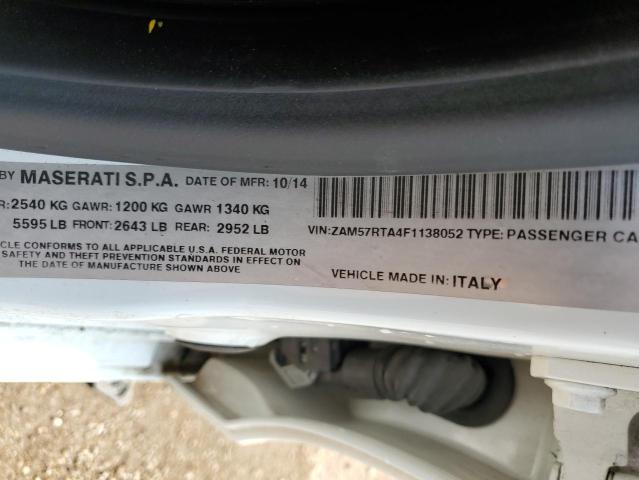 BY MASERATI S.P.A. DATE OF MFR: 10/14
R: 2540 KG GAWR: 1200 KG GAWR 1340 KG
5595 LB FRONT: 2643 LB REAR: 2952 LB
CLE CONFORMS TO ALL APPLICABLE U.S.A. FEDERAL MOTOR
SAFETY AND THEFT PREVENTION STANDARDS IN EFFECT ON
THE DATE OF MANUFACTURE SHOWN ABOVE
VIN: ZAM57RTA4F1138052 TYPE: PASSENGER CA
VEHICLE MADE IN: ITALY